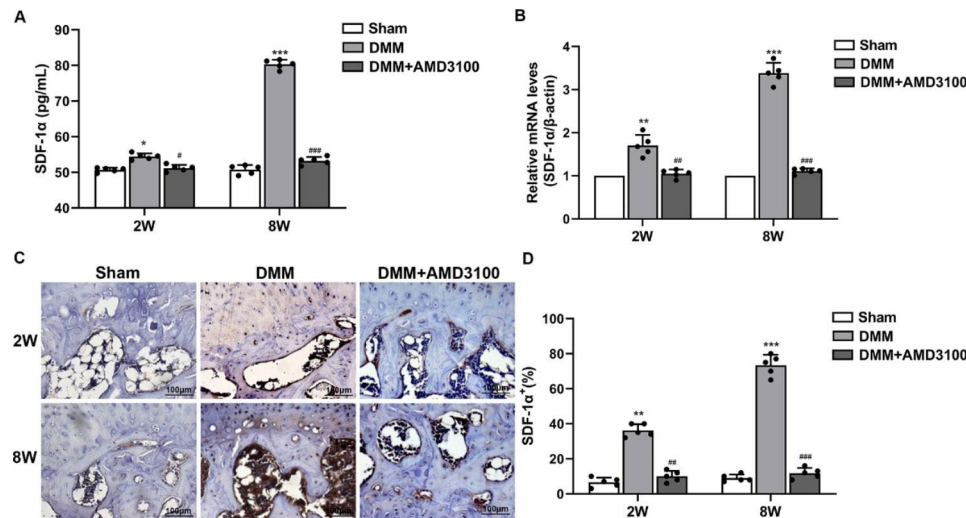 A
Sham
DMM
DMM+AMD3100
SDF-1α (pg/mL)
90
80
70
60
50
40
*
#
***
###
2W
8W
B
Sham
DMM
DMM+AMD3100
Relative mRNA leves
(SDF-1α/β-actin)
4
3
2
1
0
**
##
***
###
2W
8W
C
Sham
DMM
DMM+AMD3100
2W
100μm
100μm
100μm
8W
100μm
100μm
100μm
D
Sham
DMM
DMM+AMD3100
SDF-1α⁺(%)
100
80
60
40
20
0
**
##
***
###
2W
8W